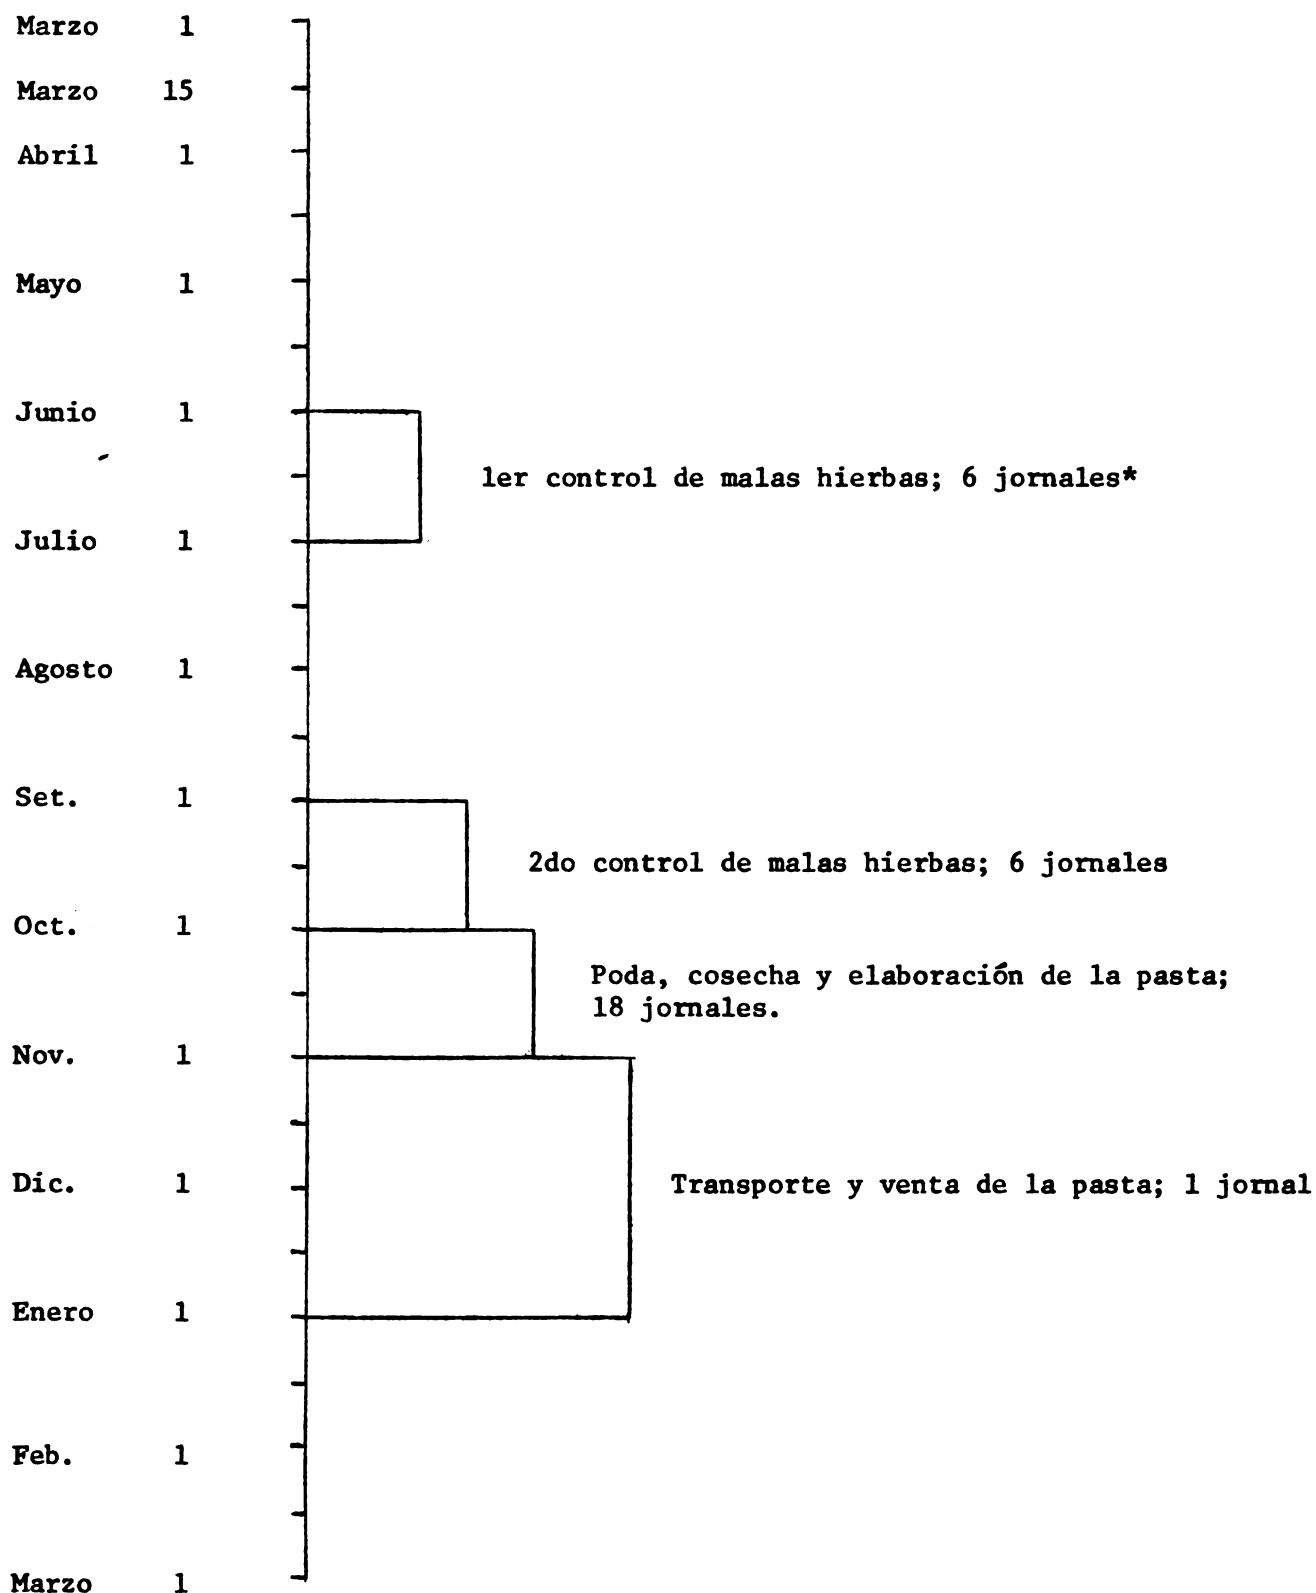 Marzo 1
Marzo 15
Abril 1
Mayo 1
Junio 1
1er control de malas hierbas; 6 jornales*
Julio 1
Agosto 1
Set. 1
2do control de malas hierbas; 6 jornales
Oct. 1
Poda, cosecha y elaboración de la pasta;
18 jornales.
Nov. 1
Dic. 1 Transporte y venta de la pasta; 1 jornal
Enero 1
Feb. 1
Marzo 1